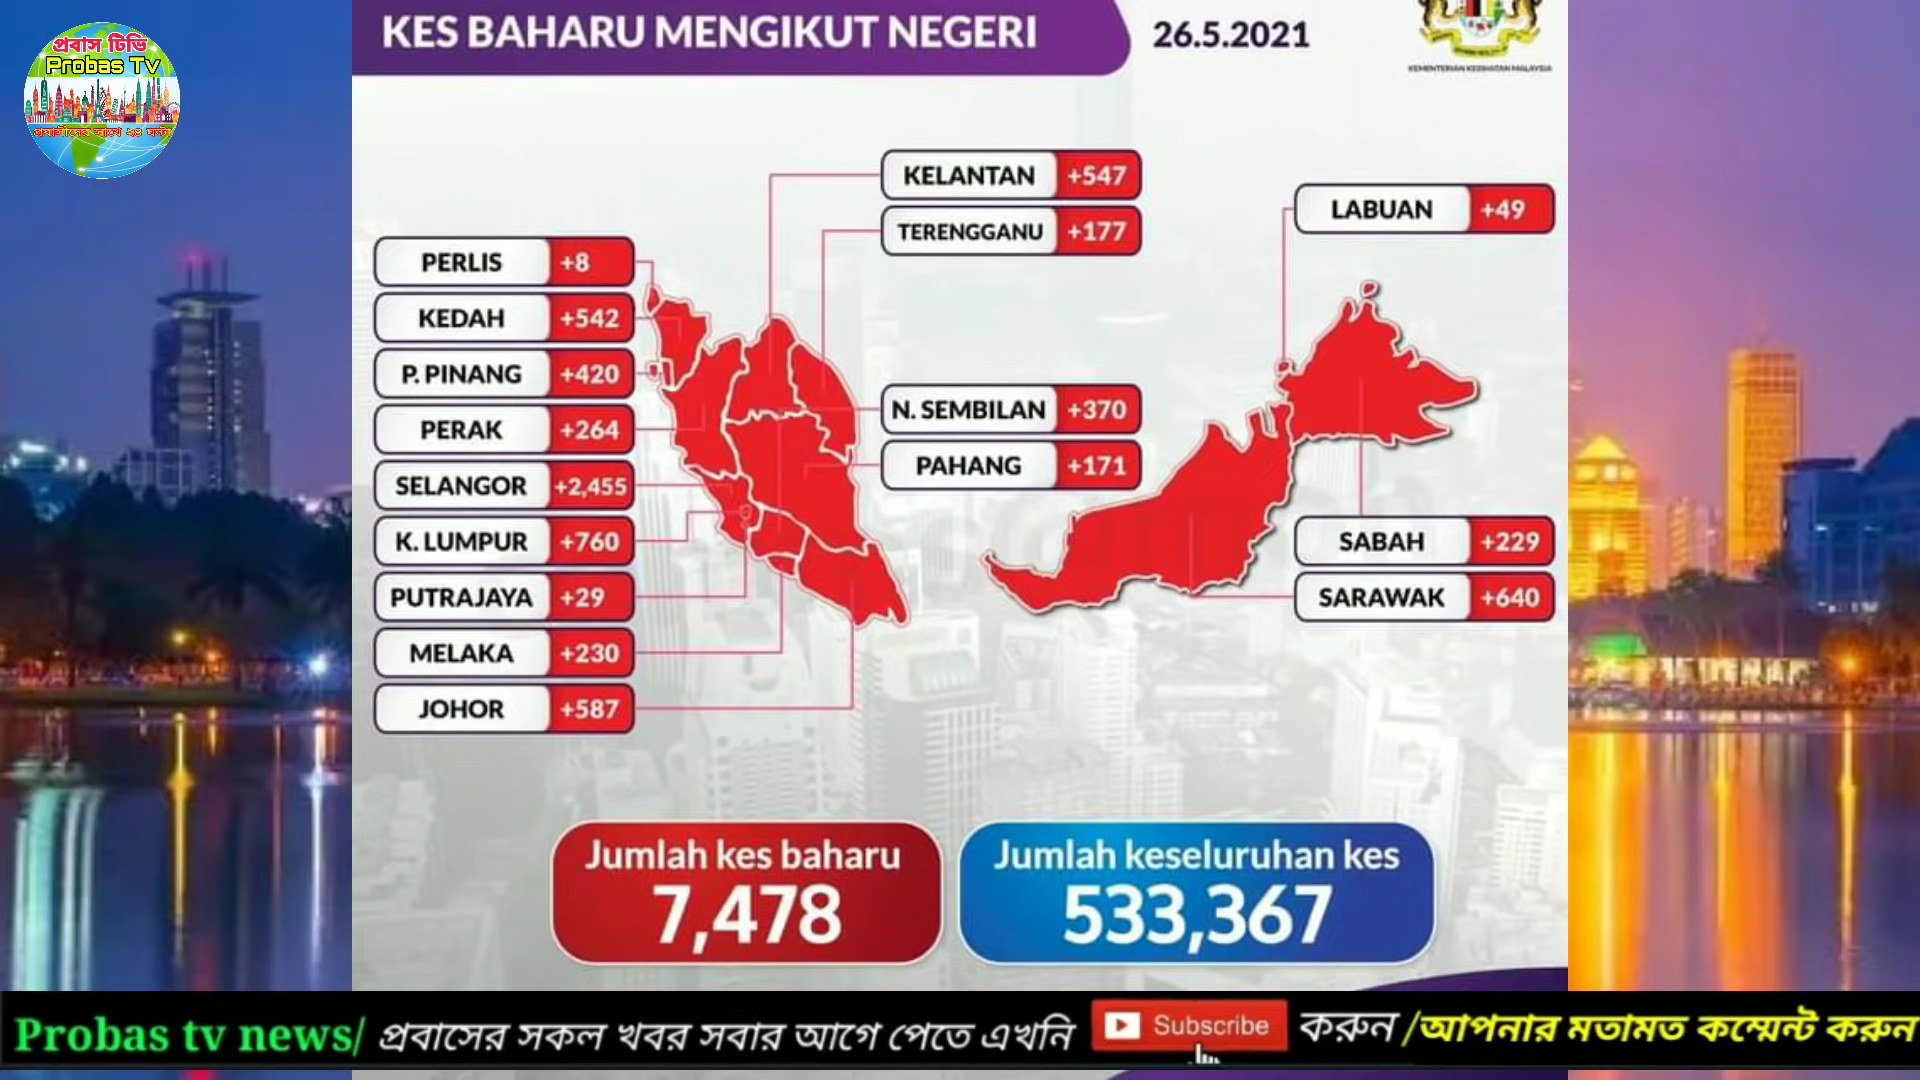 প্রবাস টিভি
Probas Tv
KES BAHARU MENGIKUT NEGERI
26.5.2021
KEMENTERIAN KESIHATAN MALAYSIA
KELANTAN +547
TERENGGANU +177
LABUAN +49
PERLIS +8
KEDAH +542
P. PINANG +420
PERAK +264
SELANGOR +2,455
K. LUMPUR +760
PUTRAJAYA +29
MELAKA +230
JOHOR +587
N. SEMBILAN +370
PAHANG +171
SABAH +229
SARAWAK +640
Jumlah kes baharu
7,478
Jumlah keseluruhan kes
533,367
Probas tv news/ প্রবাসের সকল খবর সবার আগে পেতে এখনি Subscribe করুন /আপনার মতামত কম্মেন্ট করুন